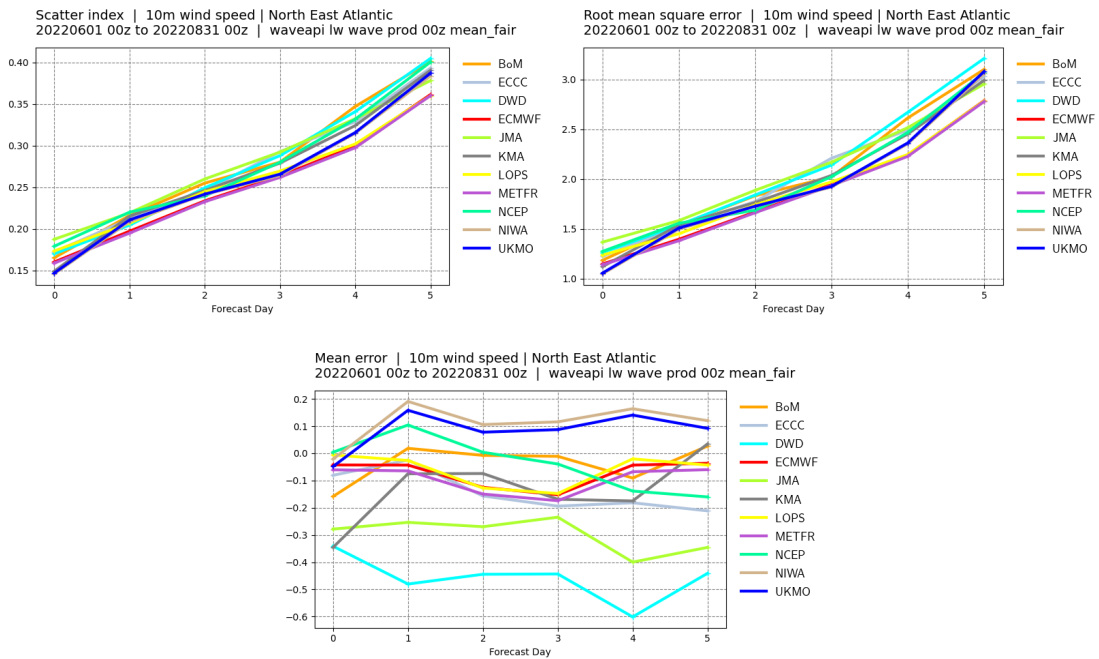 Scatter index  |  10m wind speed | North East Atlantic
20220601 00z to 20220831 00z  |  waveapi lw wave prod 00z mean_fair
0.40
0.35
0.30
0.25
0.20
0.15
0 1 2 3 4 5
Forecast Day
BoM
ECCC
DWD
ECMWF
JMA
KMA
LOPS
METFR
NCEP
NIWA
UKMO
Root mean square error  |  10m wind speed | North East Atlantic
20220601 00z to 20220831 00z  |  waveapi lw wave prod 00z mean_fair
3.0
2.5
2.0
1.5
1.0
0 1 2 3 4 5
Forecast Day
BoM
ECCC
DWD
ECMWF
JMA
KMA
LOPS
METFR
NCEP
NIWA
UKMO
Mean error  |  10m wind speed | North East Atlantic
20220601 00z to 20220831 00z  |  waveapi lw wave prod 00z mean_fair
0.2
0.1
0.0
−0.1
−0.2
−0.3
−0.4
−0.5
−0.6
0 1 2 3 4 5
Forecast Day
BoM
ECCC
DWD
ECMWF
JMA
KMA
LOPS
METFR
NCEP
NIWA
UKMO